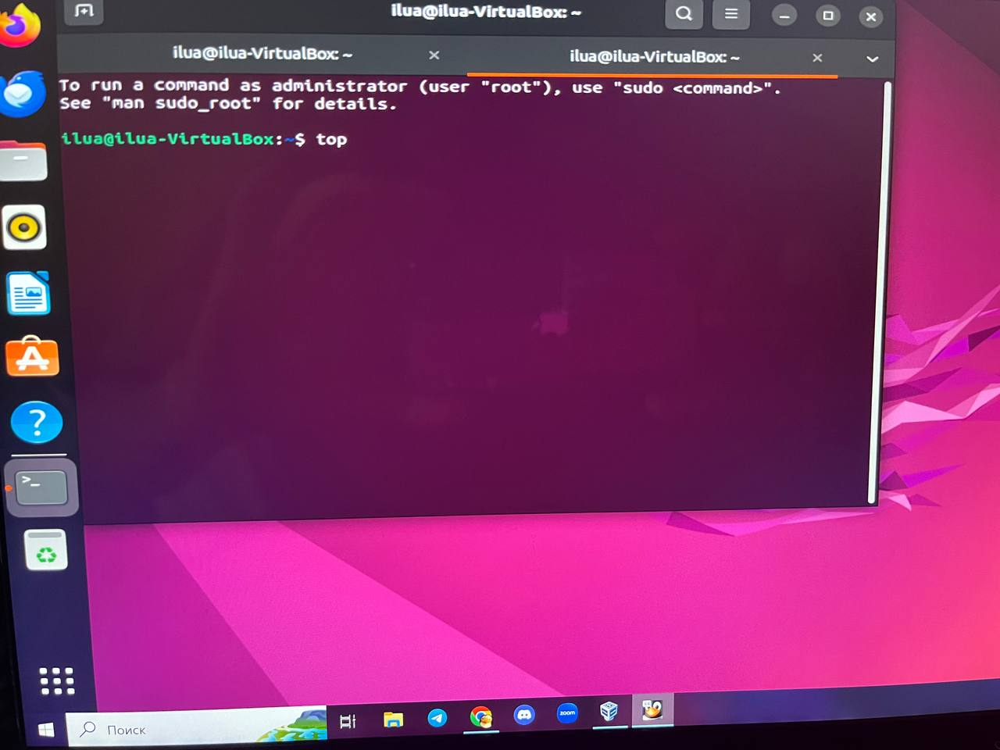 ilua@ilua-VirtualBox: ~
ilua@ilua-VirtualBox: ~
ilua@ilua-VirtualBox: ~
To run a command as administrator (user "root"), use "sudo <command>".
See "man sudo_root" for details.
ilua@ilua-VirtualBox:~$ top
Поиск
zoom